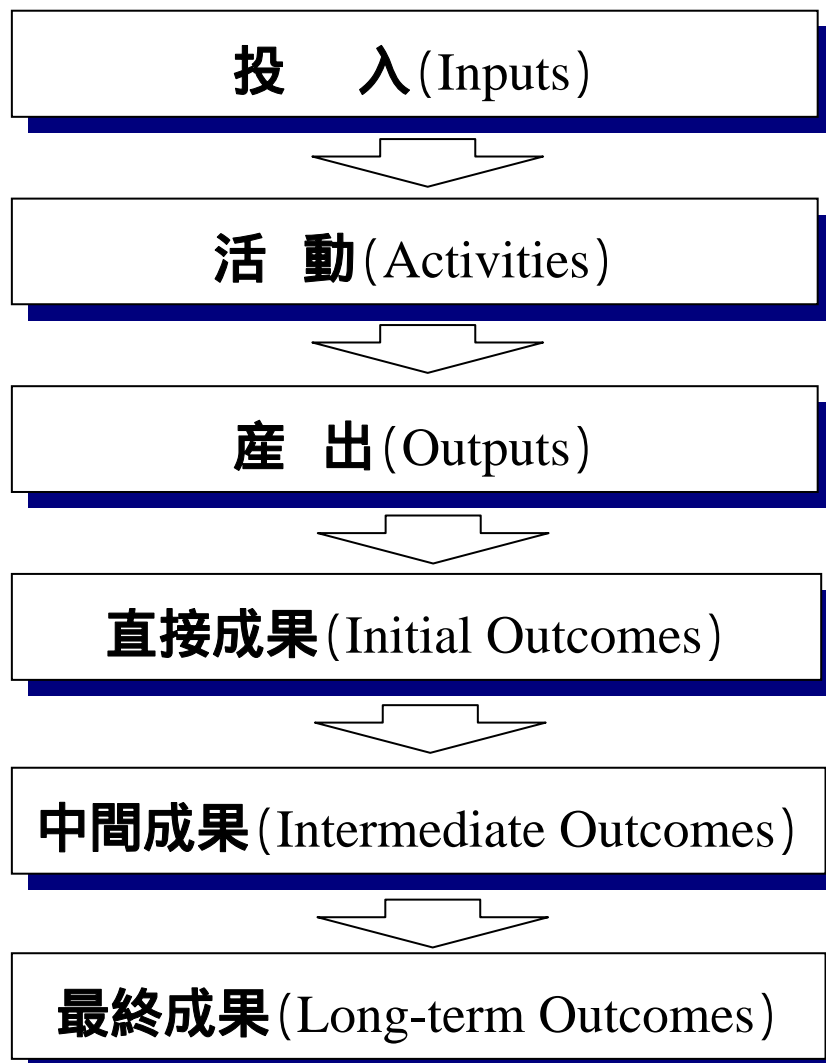 投　入(Inputs)
活 動(Activities)
産 出(Outputs)
直接成果(Initial Outcomes)
中間成果(Intermediate Outcomes)
最終成果(Long-term Outcomes)